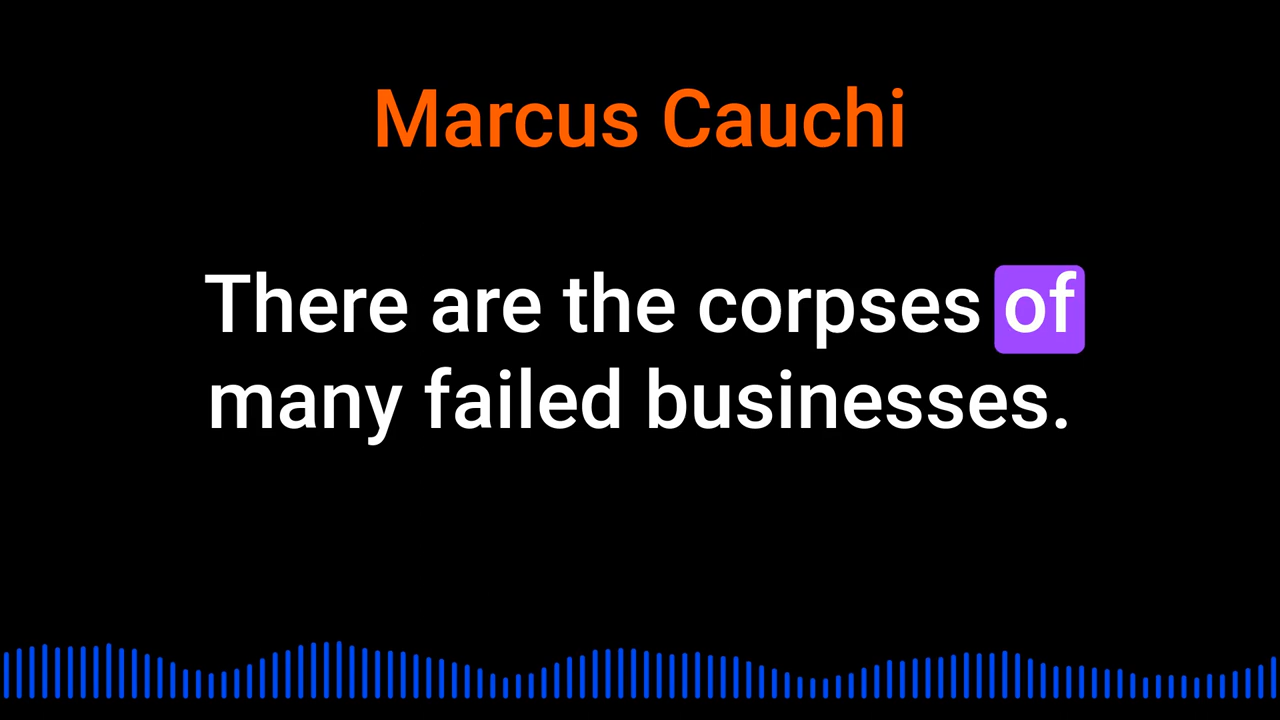 Marcus Cauchi
There are the corpses of
many failed businesses.